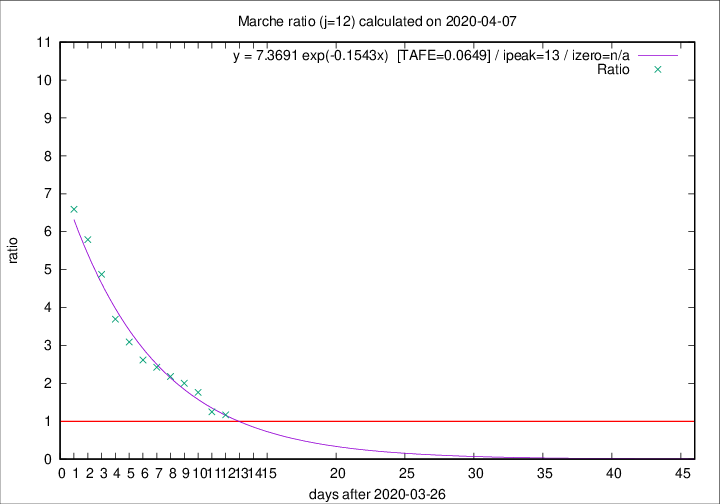 Marche ratio (j=12) calculated on 2020-04-07
y = 7.3691 exp(-0.1543x)  [TAFE=0.0649] / ipeak=13 / izero=n/a
Ratio
11
10
9
8
7
6
5
4
3
2
1
0
ratio
0 1 2 3 4 5 6 7 8 9 10 11 12 13 14 15 20 25 30 35 40 45
days after 2020-03-26